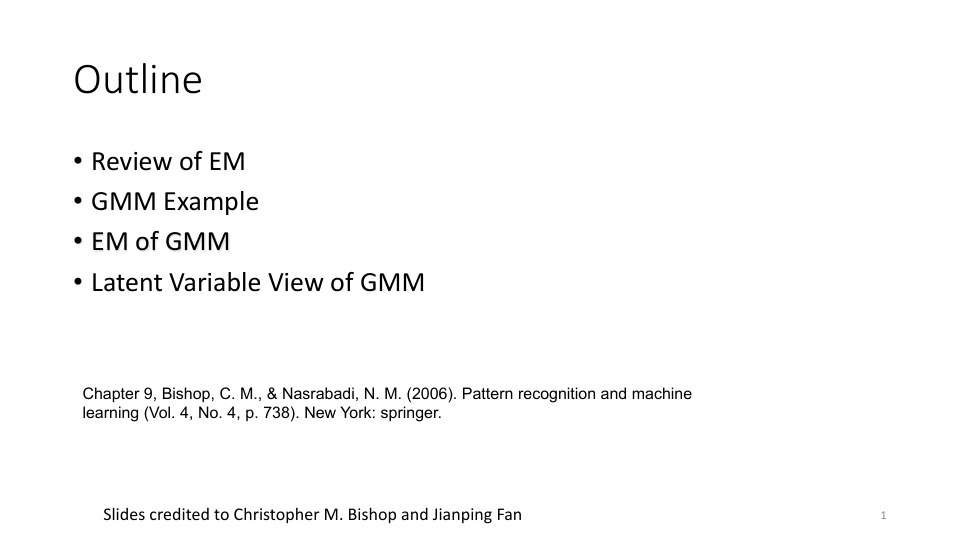 Outline
• Review of EM
• GMM Example
• EM of GMM
• Latent Variable View of GMM
Chapter 9, Bishop, C. M., & Nasrabadi, N. M. (2006). Pattern recognition and machine
learning (Vol. 4, No. 4, p. 738). New York: springer.
Slides credited to Christopher M. Bishop and Jianping Fan
1